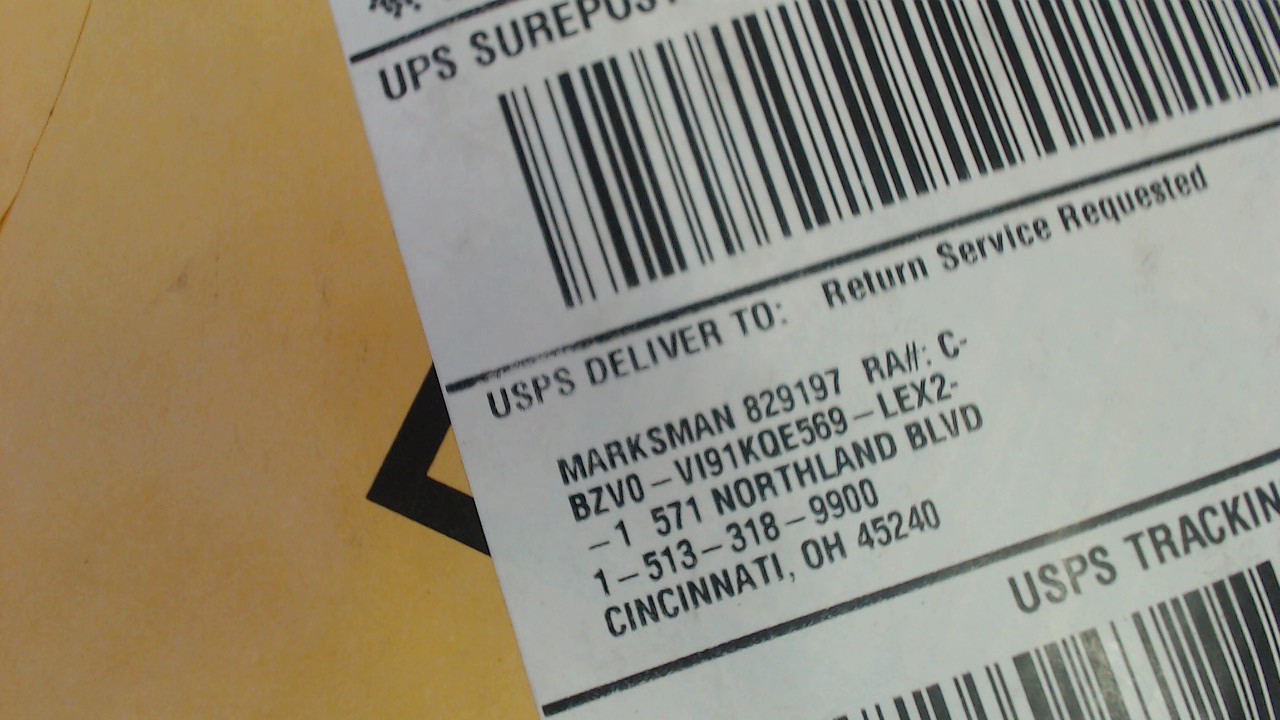 UPS SUREPOST
USPS DELIVER TO: Return Service Requested
MARKSMAN 829197 RA#: C-
BZV0 – VI91KQE569 – LEX2-
–1 571 NORTHLAND BLVD
1–513–318–9900
CINCINNATI, OH 45240
USPS TRACKIN